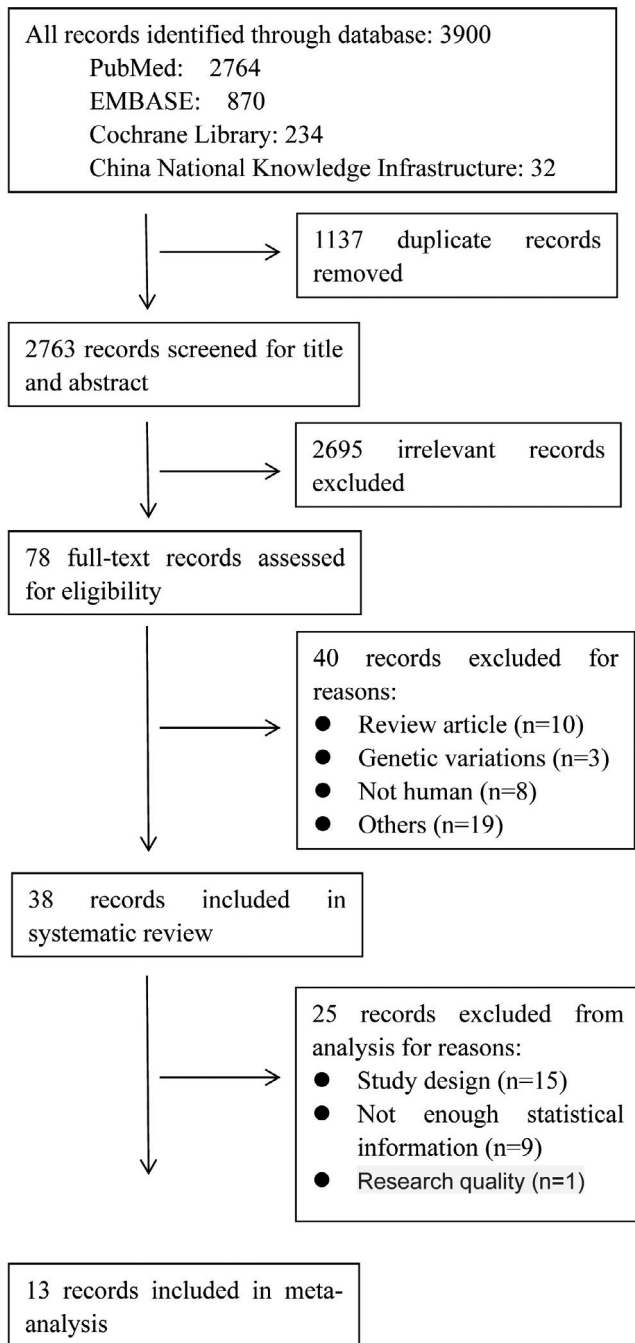 All records identified through database: 3900
PubMed: 2764
EMBASE: 870
Cochrane Library: 234
China National Knowledge Infrastructure: 32
1137 duplicate records
removed
2763 records screened for title
and abstract
2695 irrelevant records
excluded
78 full-text records assessed
for eligibility
40 records excluded for
reasons:
● Review article (n=10)
● Genetic variations (n=3)
● Not human (n=8)
● Others (n=19)
38 records included in
systematic review
25 records excluded from
analysis for reasons:
● Study design (n=15)
● Not enough statistical
information (n=9)
● Research quality (n=1)
13 records included in meta-
analysis